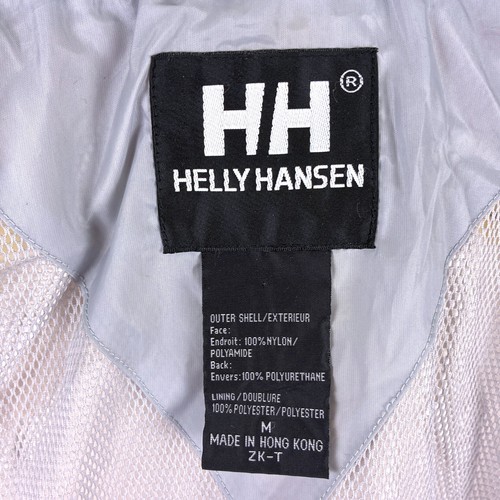 HH®
HELLY HANSEN
OUTER SHELL/EXTERIEUR
Face:
Endroit: 100%NYLON/
POLYAMIDE
Back:
Envers: 100% POLYURETHANE
LINING/DOUBLURE
100% POLYESTER/POLYESTER
M
MADE IN HONG KONG
ZK-T